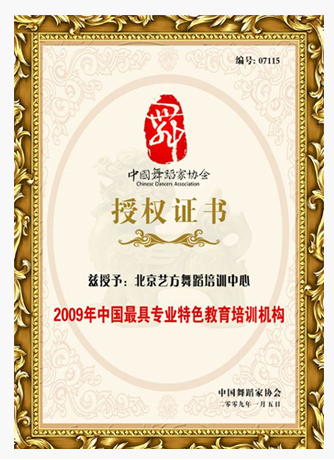 编号: 07115
舞
中國舞蹈家协会
Chinese Dancers Association
授权证书
兹授予：北京艺方舞蹈培训中心
2009年中国最具专业特色教育培训机构
中国舞蹈家协会
二零零九年一月五日